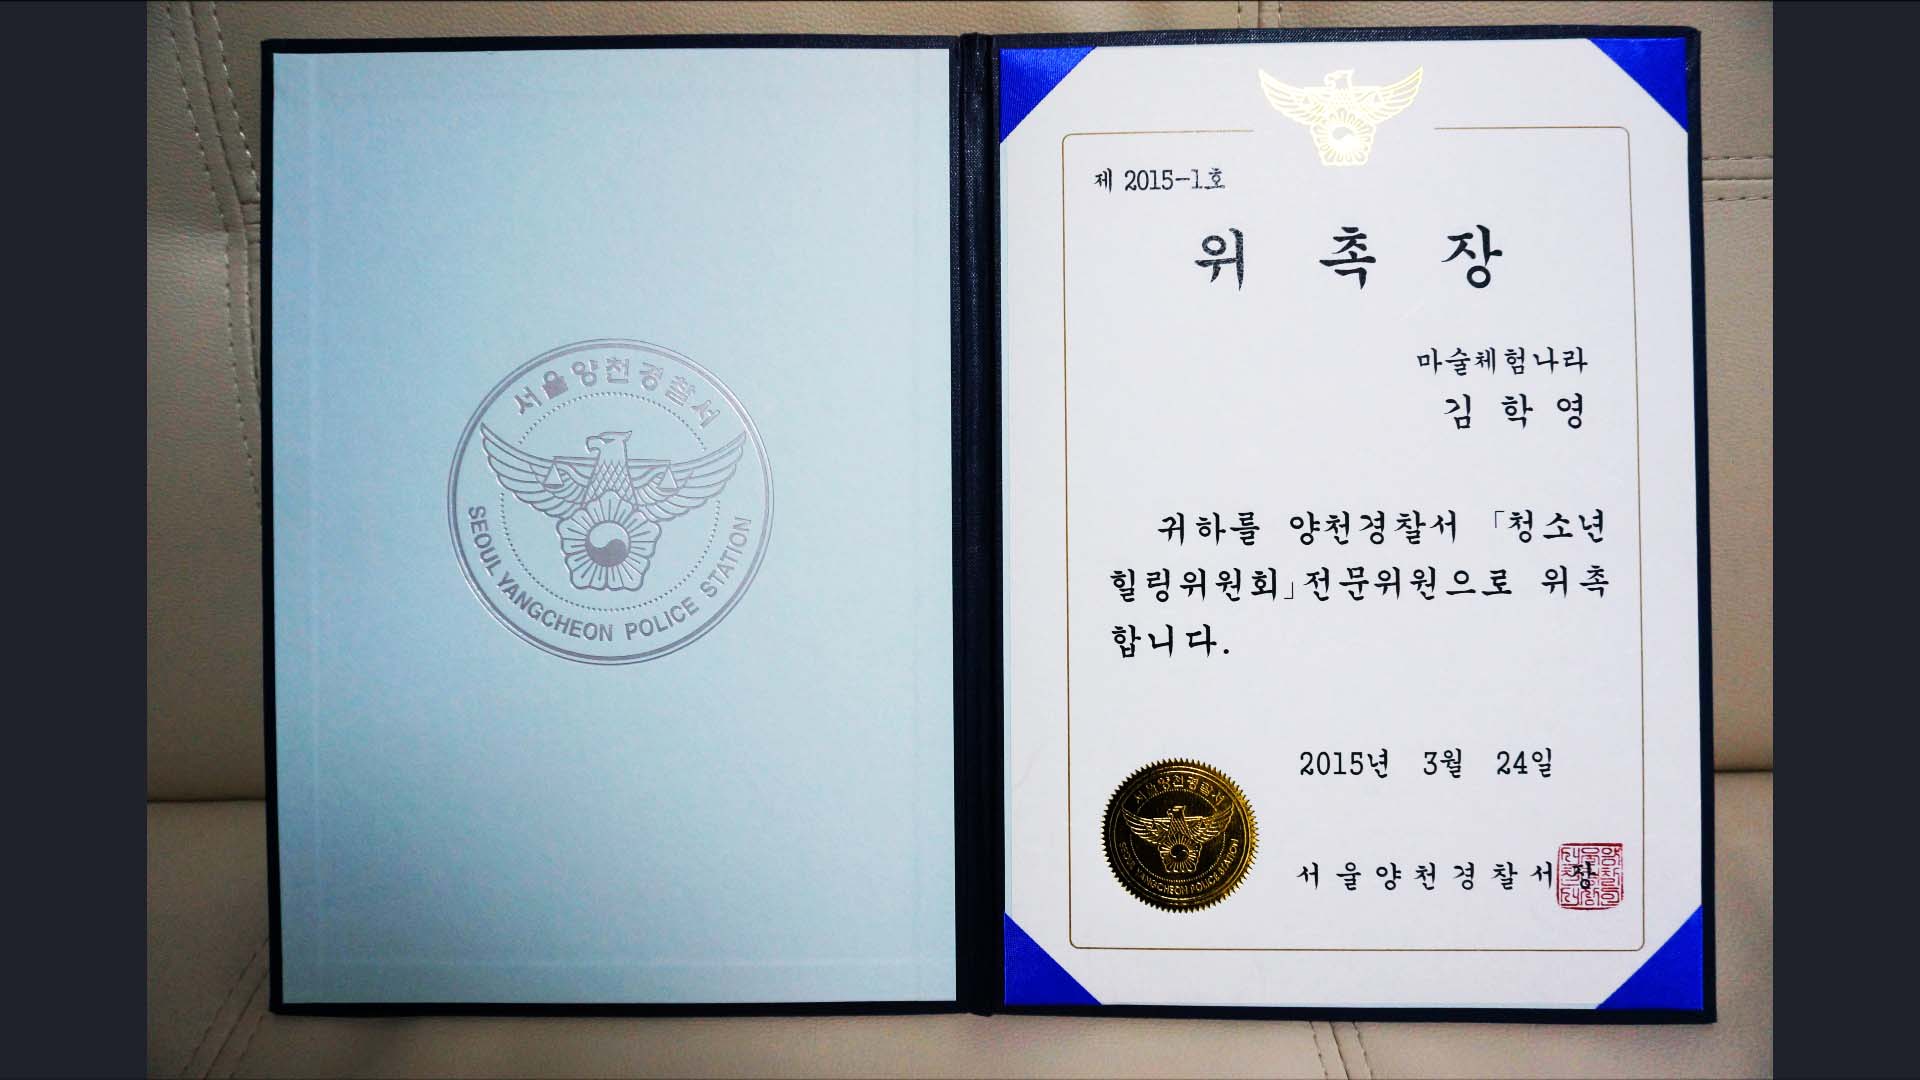 서울양천경찰서
SEOUL YANGCHEON POLICE STATION
제 2015-1호
위 촉 장
마술체험나라
김 학 영
귀하를 양천경찰서 「청소년
힐링위원회」전문위원으로 위촉
합니다.
2015년 3월 24일
서울양천경찰서장
서울양천경찰서
SEOUL YANGCHEON POLICE STATION